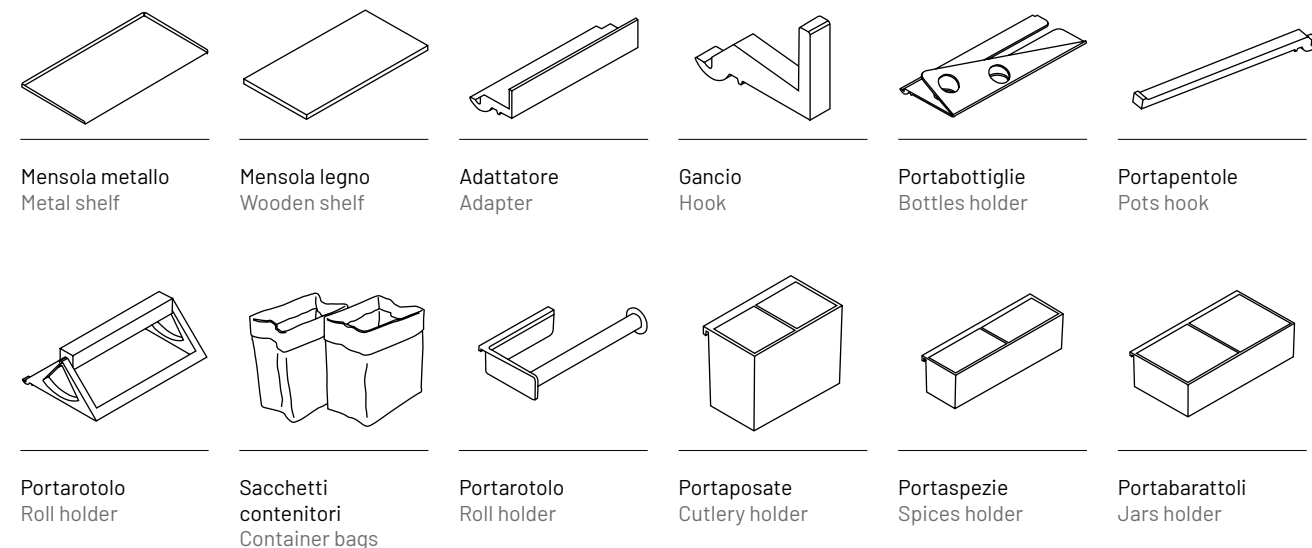 Mensola metallo
Metal shelf
Mensola legno
Wooden shelf
Adattatore
Adapter
Gancio
Hook
Portabottiglie
Bottles holder
Portapentole
Pots hook
Portarotolo
Roll holder
Sacchetti
contenitori
Container bags
Portarotolo
Roll holder
Portaposate
Cutlery holder
Portaspezie
Spices holder
Portabarattoli
Jars holder